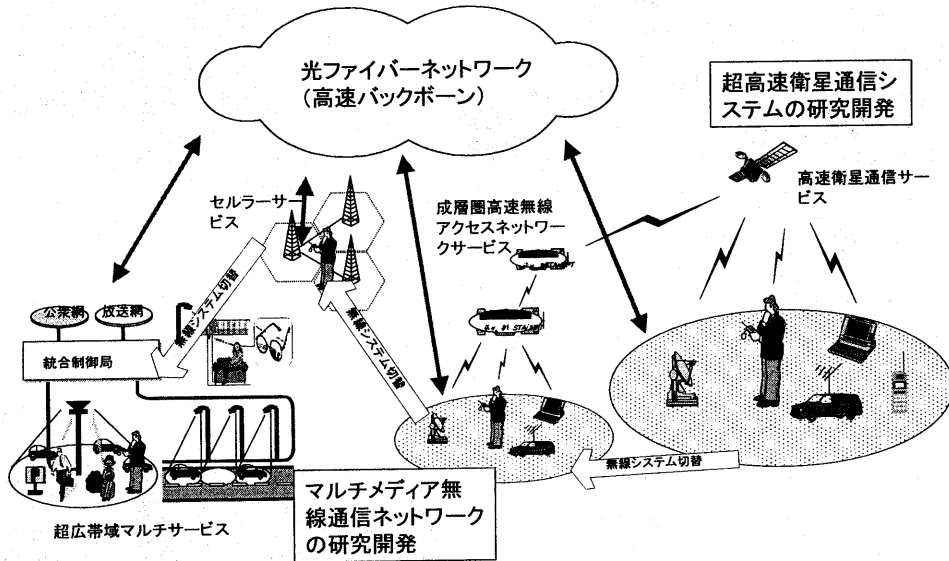 光ファイバーネットワーク
（高速バックボーン）
超高速衛星通信シ
ステムの研究開発
高速衛星通信サー
ビス
セルラーサー
ビス
成層圏高速無線
アクセスネットワー
クサービス
無線システム切替
無線システム切替
公衆網
放送網
統合制御局
無線システム切替
マルチメディア無
線通信ネットワーク
の研究開発
超広帯域マルチサービス